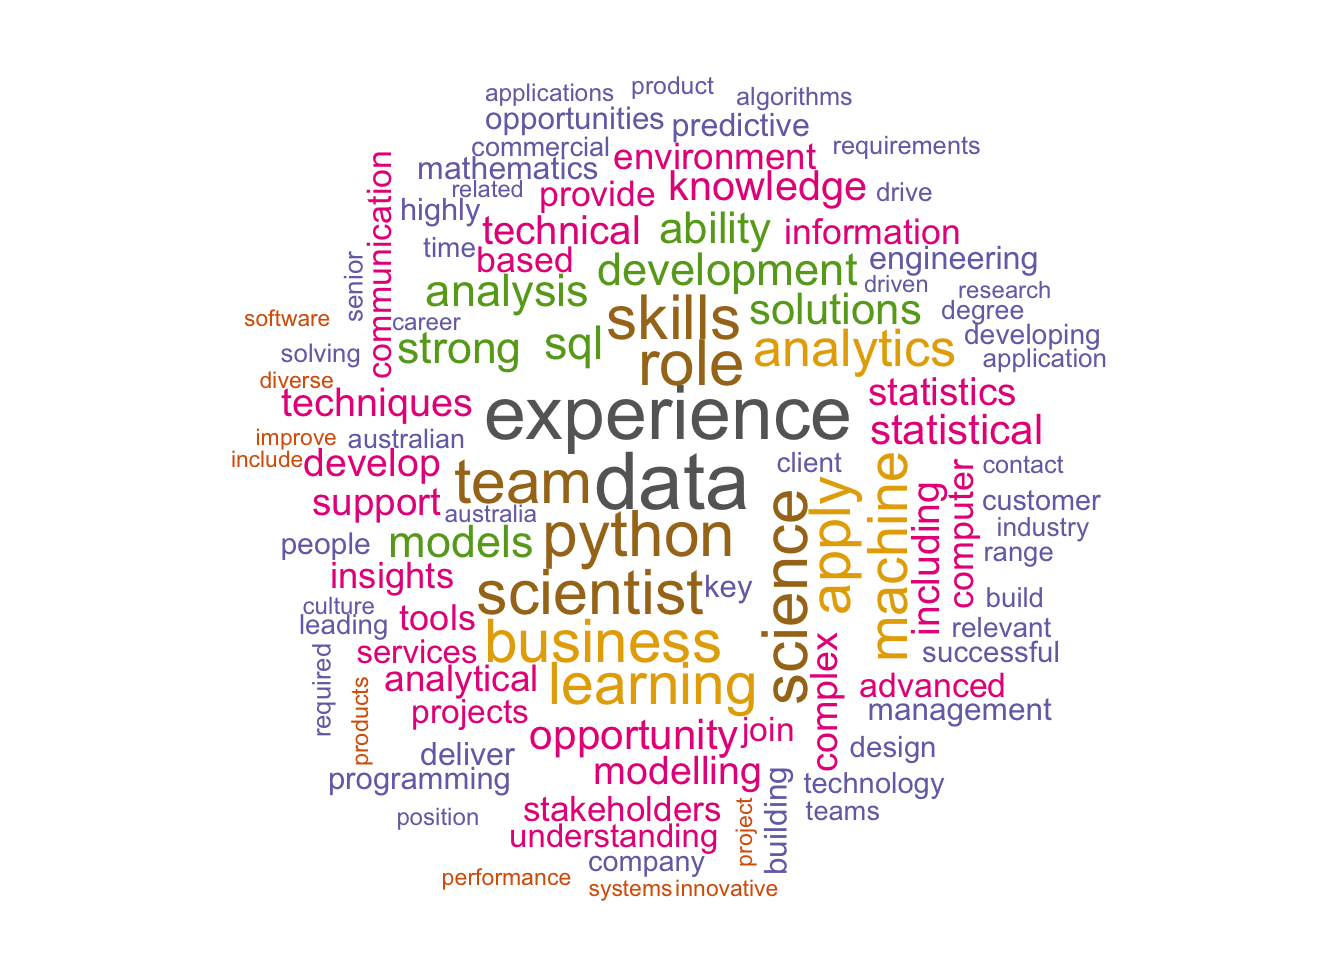 applications product algorithms
opportunities predictive
commercial environment requirements
mathematics
related provide knowledge drive
highly
technical ability information
time based development engineering
communication
senior
analysis driven research
software skills solutions degree
career developing
solving strong sql role analytics application
diverse
techniques experience statistics
improve australian statistical
include develop client contact
team data
support customer
australia industry
people models python range
science apply machine including computer
insights scientist key build
culture
leading tools business relevant
services successful
required
analytical learning complex advanced
products
projects management
opportunity join
deliver design
programming modelling technology
position stakeholders teams
understanding project building
company
performance systems innovative